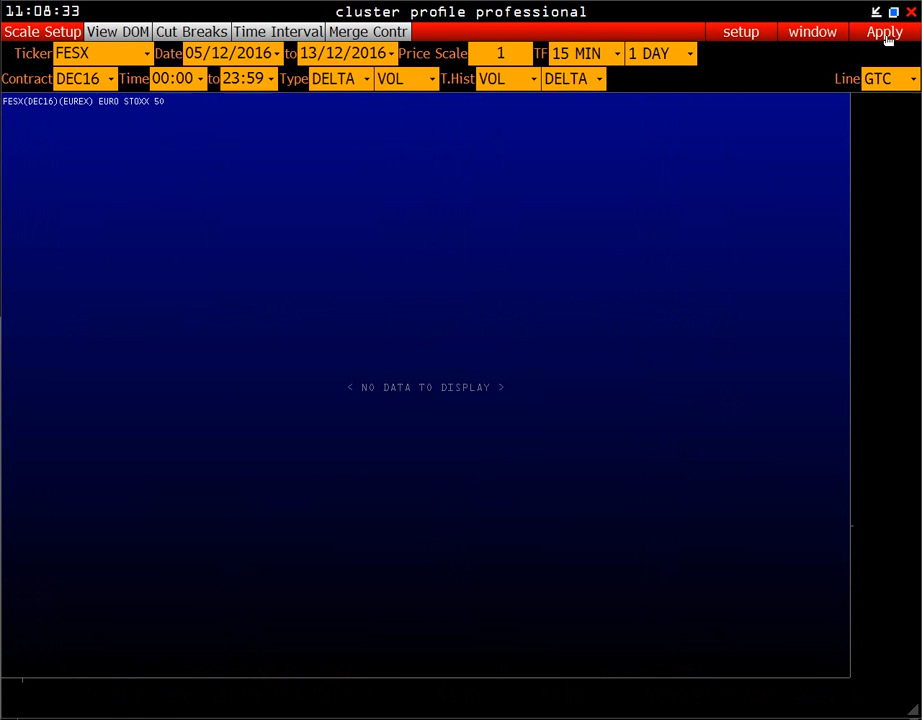 11:08:33 cluster profile professional
Scale Setup View DOM Cut Breaks Time Interval Merge Contr setup window Apply
Ticker FESX Date 05/12/2016 to 13/12/2016 Price Scale 1 TF 15 MIN 1 DAY
Contract DEC16 Time 00:00 to 23:59 Type DELTA VOL T.Hist VOL DELTA Line GTC
FESX(DEC16)(EUREX) EURO STOXX 50
< NO DATA TO DISPLAY >